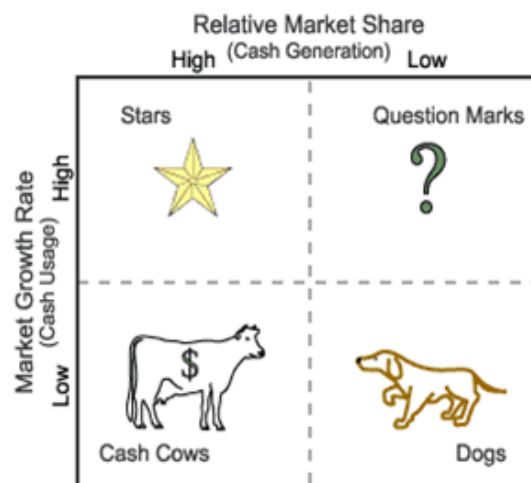 Relative Market Share
(Cash Generation)
High
Low
Stars
Question Marks
?
Market Growth Rate
(Cash Usage)
High
Low
$
Cash Cows
Dogs